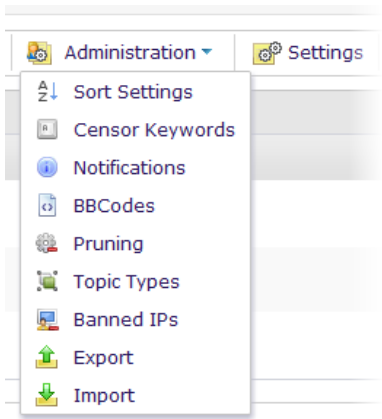 Administration Settings
Sort Settings
Censor Keywords
Notifications
BBCodes
Pruning
Topic Types
Banned IPs
Export
Import